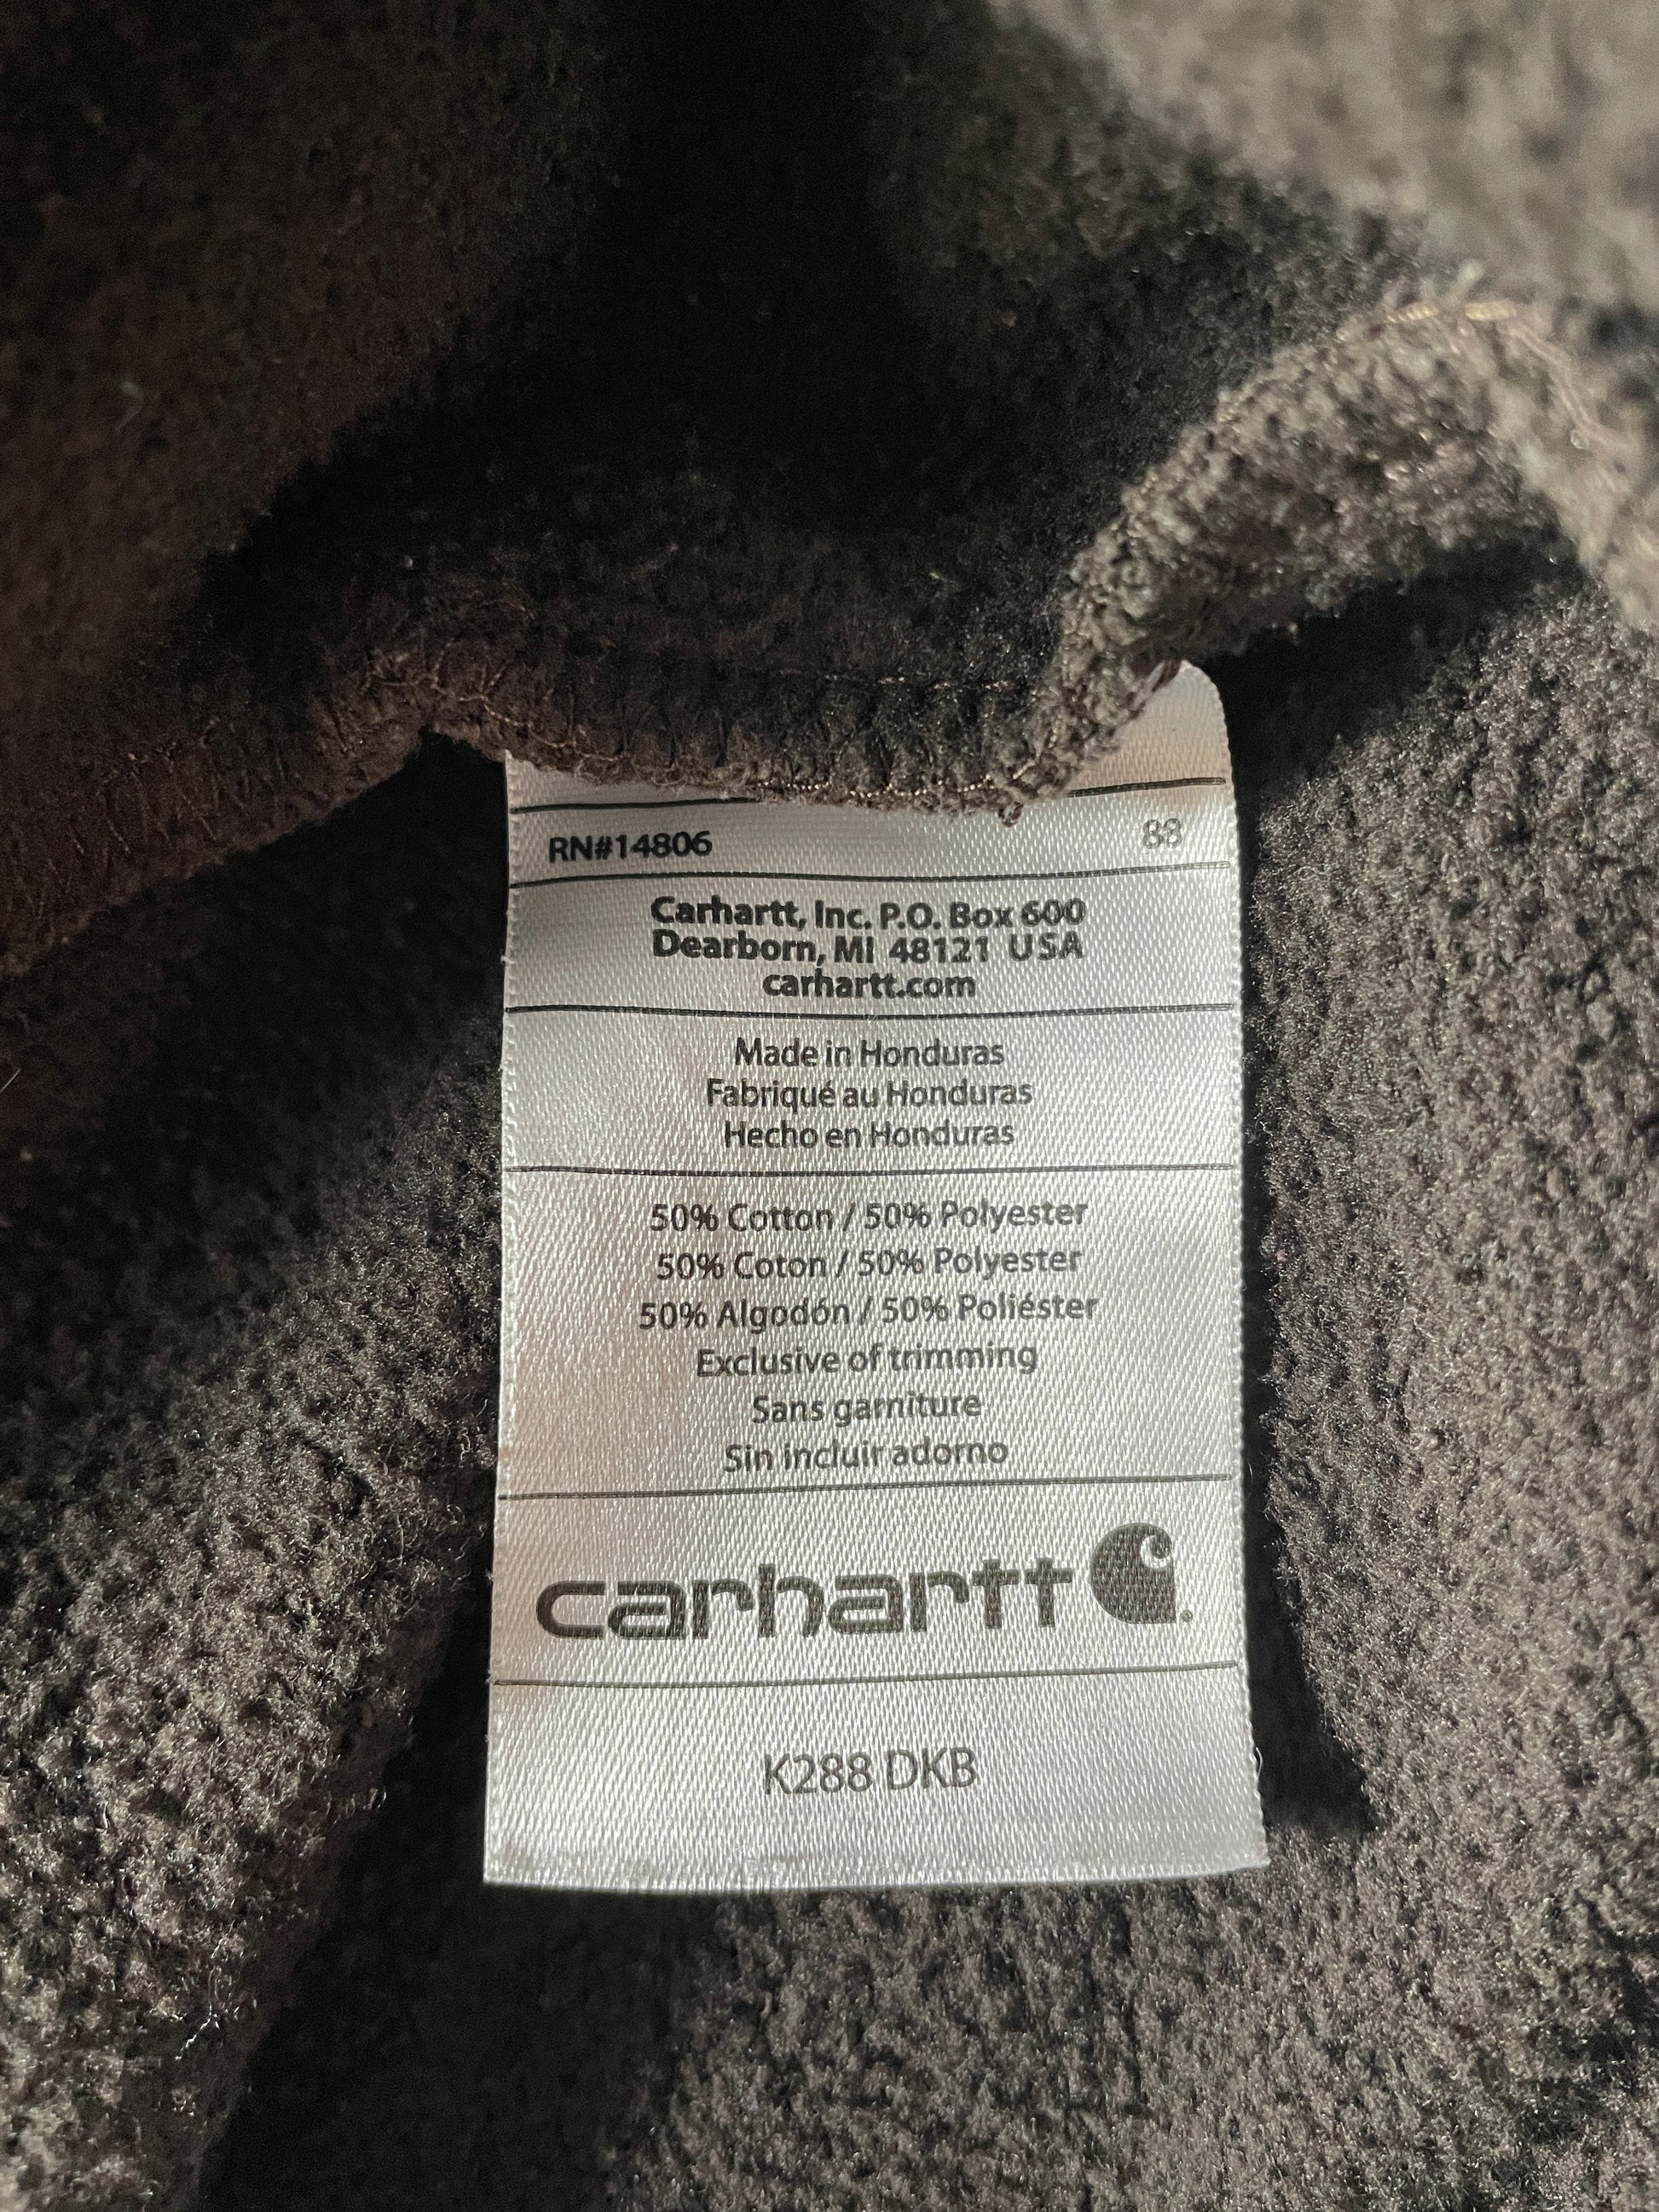 RN#14806 83
Carhartt, Inc. P.O. Box 600
Dearborn, MI 48121 USA
carhartt.com
Made in Honduras
Fabriqué au Honduras
Hecho en Honduras
50% Cotton / 50% Polyester
50% Coton / 50% Polyester
50% Algodón / 50% Poliéster
Exclusive of trimming
Sans garniture
Sin incluir adorno
carhartt
K288 DKB